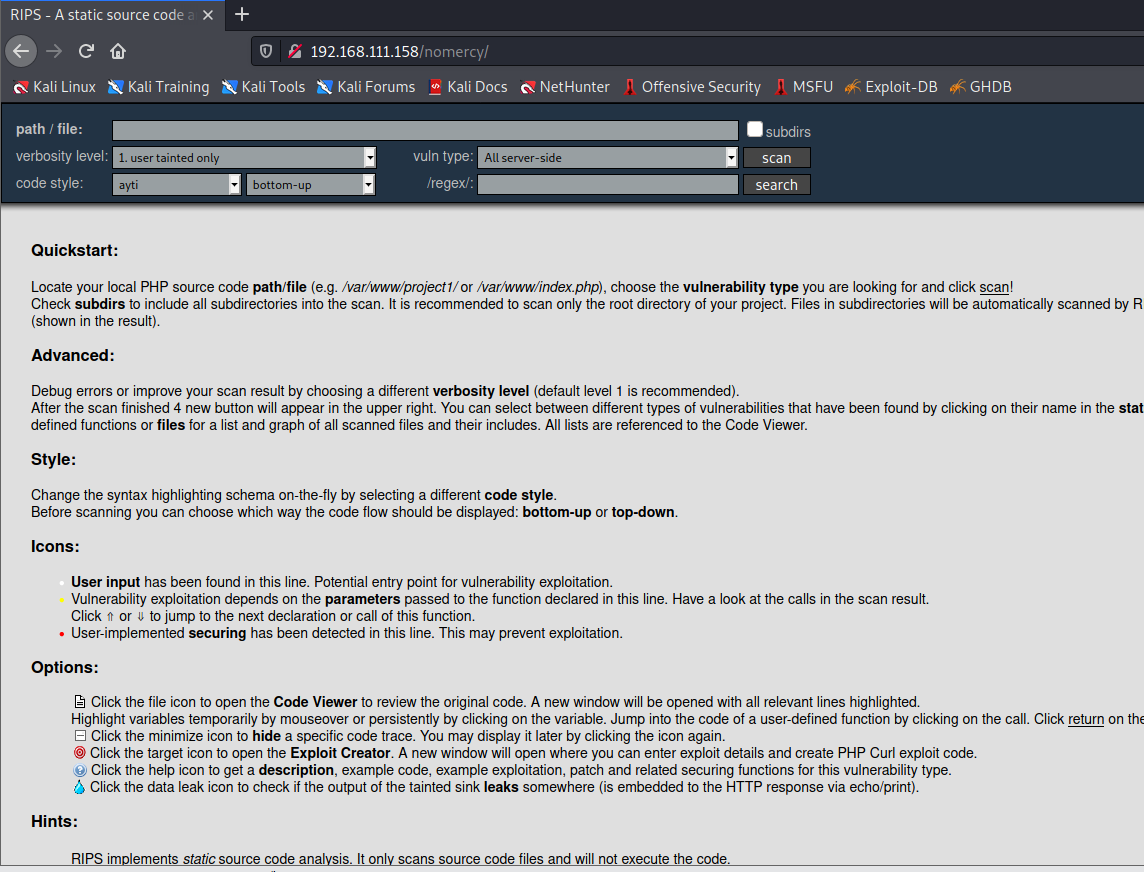 RIPS - A static source code a
192.168.111.158/nomercy/
Kali Linux Kali Training Kali Tools Kali Forums Kali Docs NetHunter Offensive Security MSFU Exploit-DB GHDB
path / file: subdirs
verbosity level: 1. user tainted only vuln type: All server-side scan
code style: ayti bottom-up /regex/: search
Quickstart:
Locate your local PHP source code path/file (e.g. /var/www/project1/ or /var/www/index.php), choose the vulnerability type you are looking for and click scan!
Check subdirs to include all subdirectories into the scan. It is recommended to scan only the root directory of your project. Files in subdirectories will be automatically scanned by R
(shown in the result).
Advanced:
Debug errors or improve your scan result by choosing a different verbosity level (default level 1 is recommended).
After the scan finished 4 new button will appear in the upper right. You can select between different types of vulnerabilities that have been found by clicking on their name in the stat
defined functions or files for a list and graph of all scanned files and their includes. All lists are referenced to the Code Viewer.
Style:
Change the syntax highlighting schema on-the-fly by selecting a different code style.
Before scanning you can choose which way the code flow should be displayed: bottom-up or top-down.
Icons:
User input has been found in this line. Potential entry point for vulnerability exploitation.
Vulnerability exploitation depends on the parameters passed to the function declared in this line. Have a look at the calls in the scan result.
Click ⇑ or ⇓ to jump to the next declaration or call of this function.
User-implemented securing has been detected in this line. This may prevent exploitation.
Options:
Click the file icon to open the Code Viewer to review the original code. A new window will be opened with all relevant lines highlighted.
Highlight variables temporarily by mouseover or persistently by clicking on the variable. Jump into the code of a user-defined function by clicking on the call. Click return on the
Click the minimize icon to hide a specific code trace. You may display it later by clicking the icon again.
Click the target icon to open the Exploit Creator. A new window will open where you can enter exploit details and create PHP Curl exploit code.
Click the help icon to get a description, example code, example exploitation, patch and related securing functions for this vulnerability type.
Click the data leak icon to check if the output of the tainted sink leaks somewhere (is embedded to the HTTP response via echo/print).
Hints:
RIPS implements static source code analysis. It only scans source code files and will not execute the code.